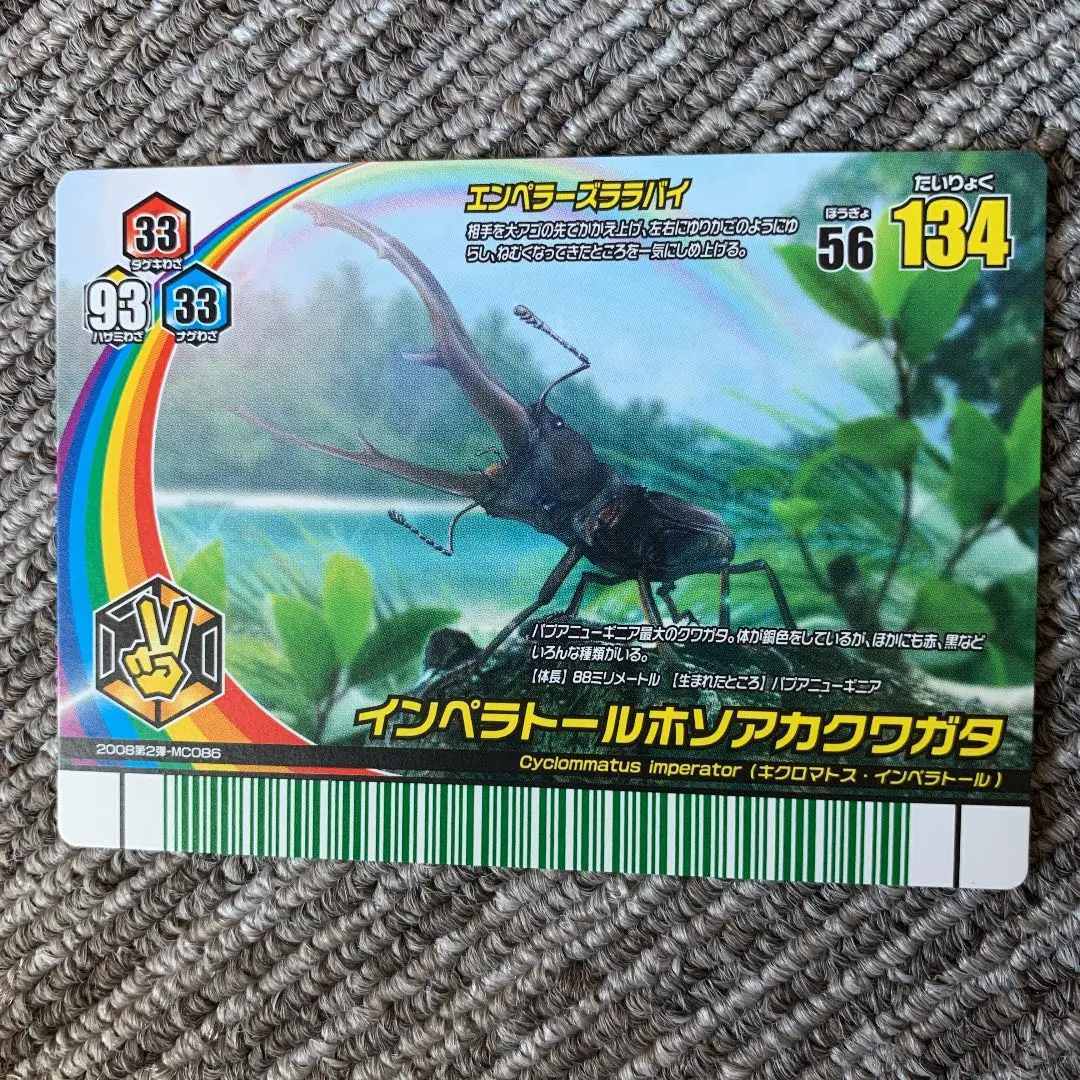 33
ダゲキわざ
93
ハサミわざ
33
ナゲわざ
エンペラーズララバイ
相手を大アゴの先でかかえ上げ、左右にゆりかごのようにゆ
らし、ねむくなってきたところを一気にしめ上げる。
ぼうぎょ
56
たいりょく
134
パプアニューギニア最大のクワガタ。体が銅色をしているが、ほかにも赤、黒など
いろんな種類がいる。
【体長】88ミリメートル 【生まれたところ】パプアニューギニア
インペラトールホソアカクワガタ
2008第2弾-MC086
Cyclommatus imperator (キクロマトス・インペラトール)